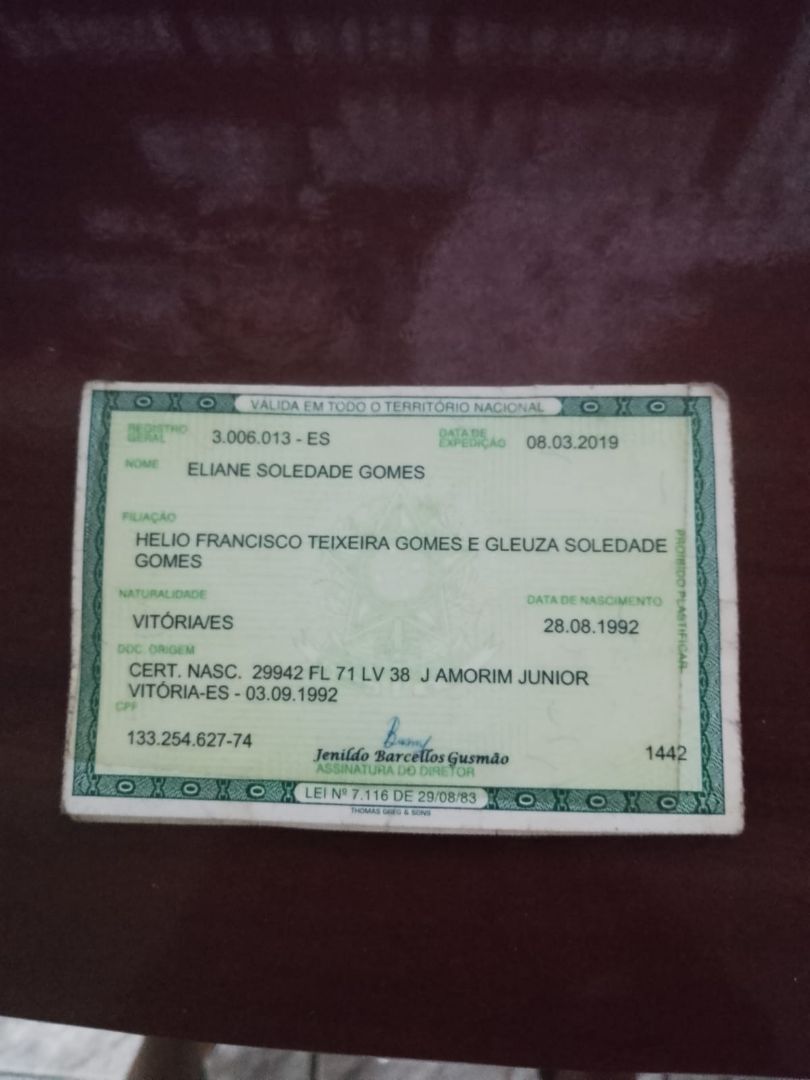 VÁLIDA EM TODO O TERRITÓRIO NACIONAL
REGISTRO GERAL 3.006.013 - ES DATA DE EXPEDIÇÃO 08.03.2019
NOME ELIANE SOLEDADE GOMES
FILIAÇÃO
HELIO FRANCISCO TEIXEIRA GOMES E GLEUZA SOLEDADE
GOMES
PROIBIDO PLASTIFICAR
NATURALIDADE DATA DE NASCIMENTO
VITÓRIA/ES 28.08.1992
DOC. ORIGEM
CERT. NASC. 29942 FL 71 LV 38 J AMORIM JUNIOR
VITÓRIA-ES - 03.09.1992
CPF
133.254.627-74
Jenildo Barcellos Gusmão 1442
ASSINATURA DO DIRETOR
LEI Nº 7.116 DE 29/08/83
THOMAS GREG & SONS